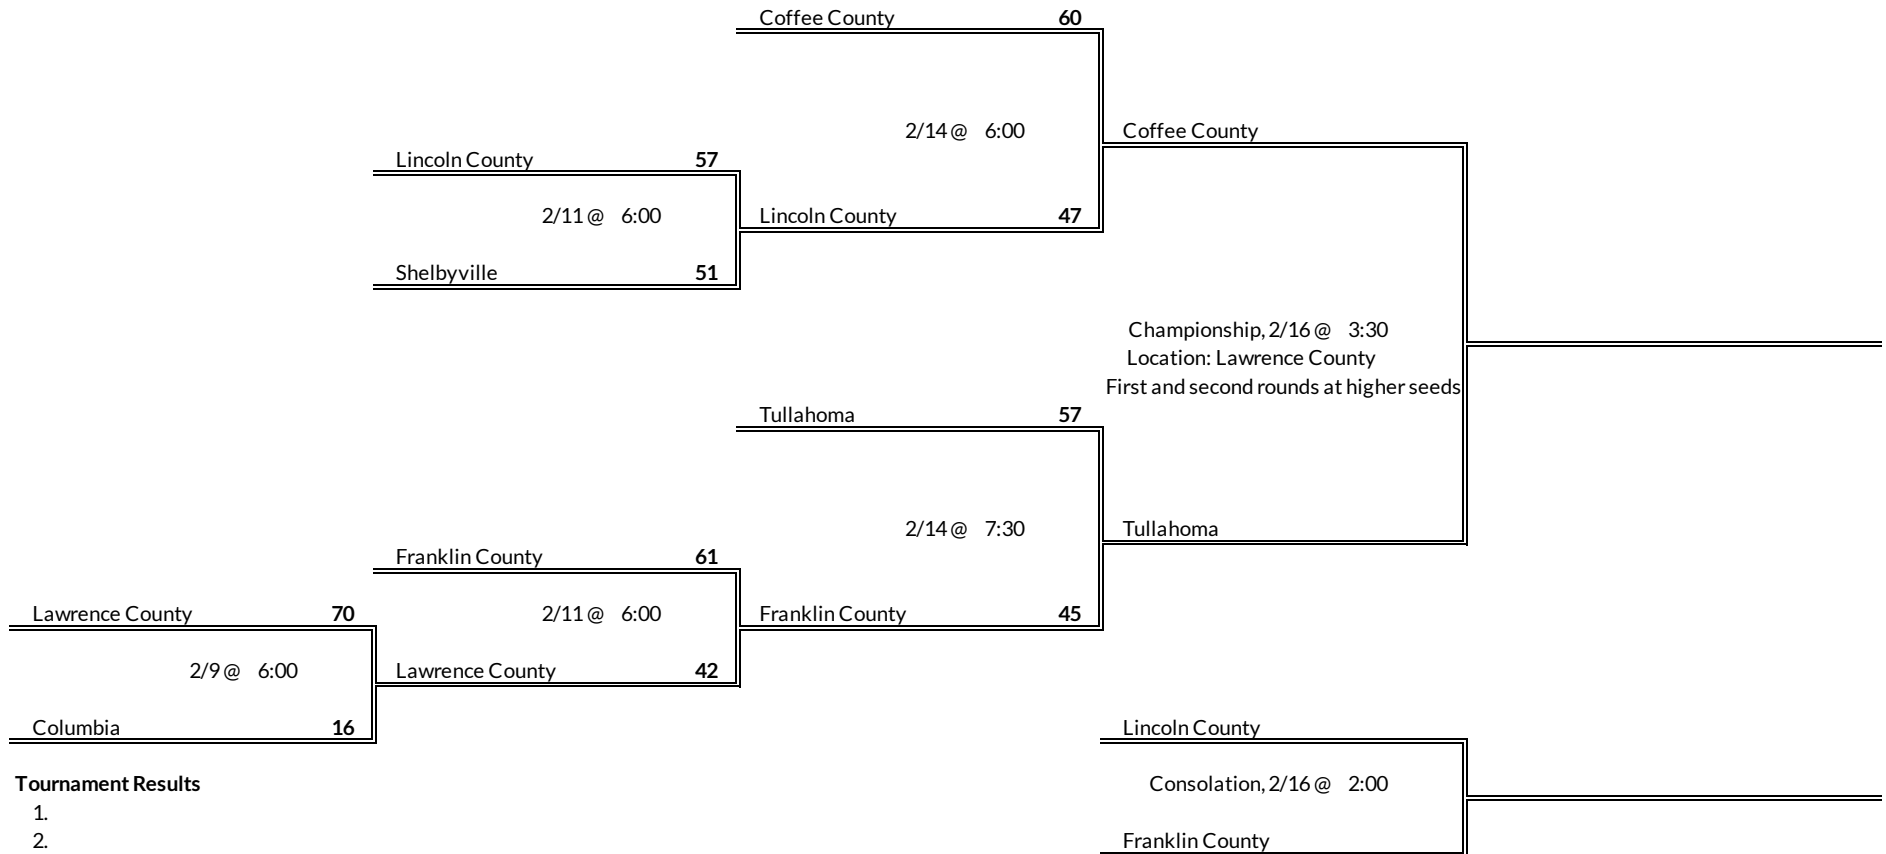 Coffee County 60
2/14 @ 6:00 Coffee County
Lincoln County 57
2/11 @ 6:00 Lincoln County 47
Shelbyville 51
Championship, 2/16 @ 3:30
Location: Lawrence County
First and second rounds at higher seeds
Tullahoma 57
2/14 @ 7:30 Tullahoma
Franklin County 61
Lawrence County 70 2/11 @ 6:00 Franklin County 45
2/9 @ 6:00 Lawrence County 42
Columbia 16 Lincoln County
Tournament Results Consolation, 2/16 @ 2:00
1.
2. Franklin County